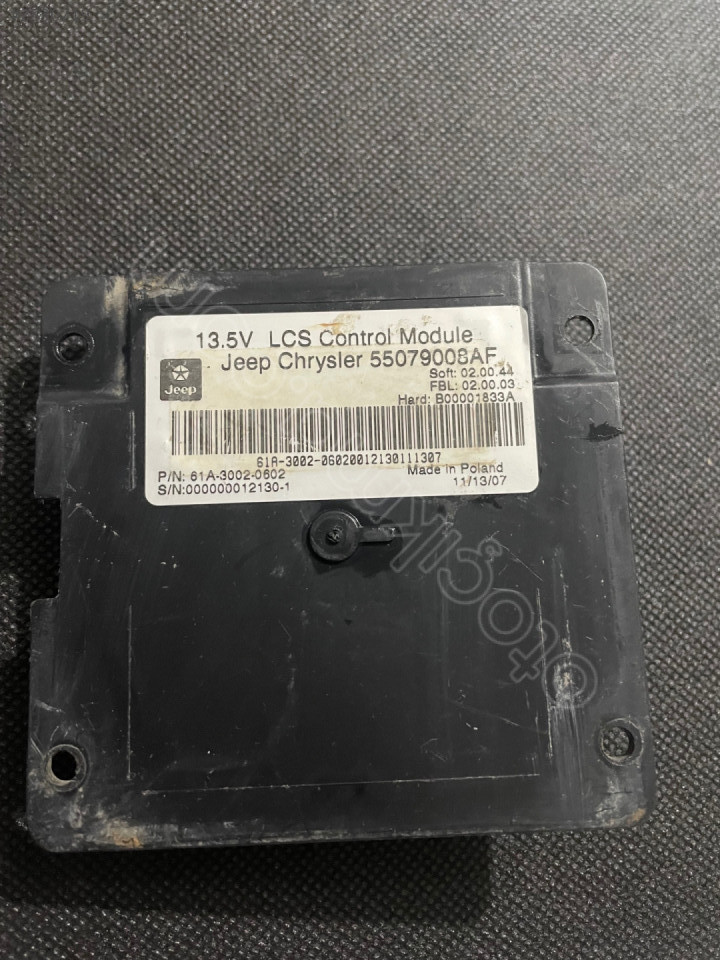 13.5V LCS Control Module
Jeep Chrysler 55079008AF
Soft: 02.00.44
FBL: 02.00.03
Jeep
Hard: B00001833A
61A-3002-06020012130111307
P/N: 61A-3002-0602
Made in Poland
S/N:000000012130-1
11/13/07